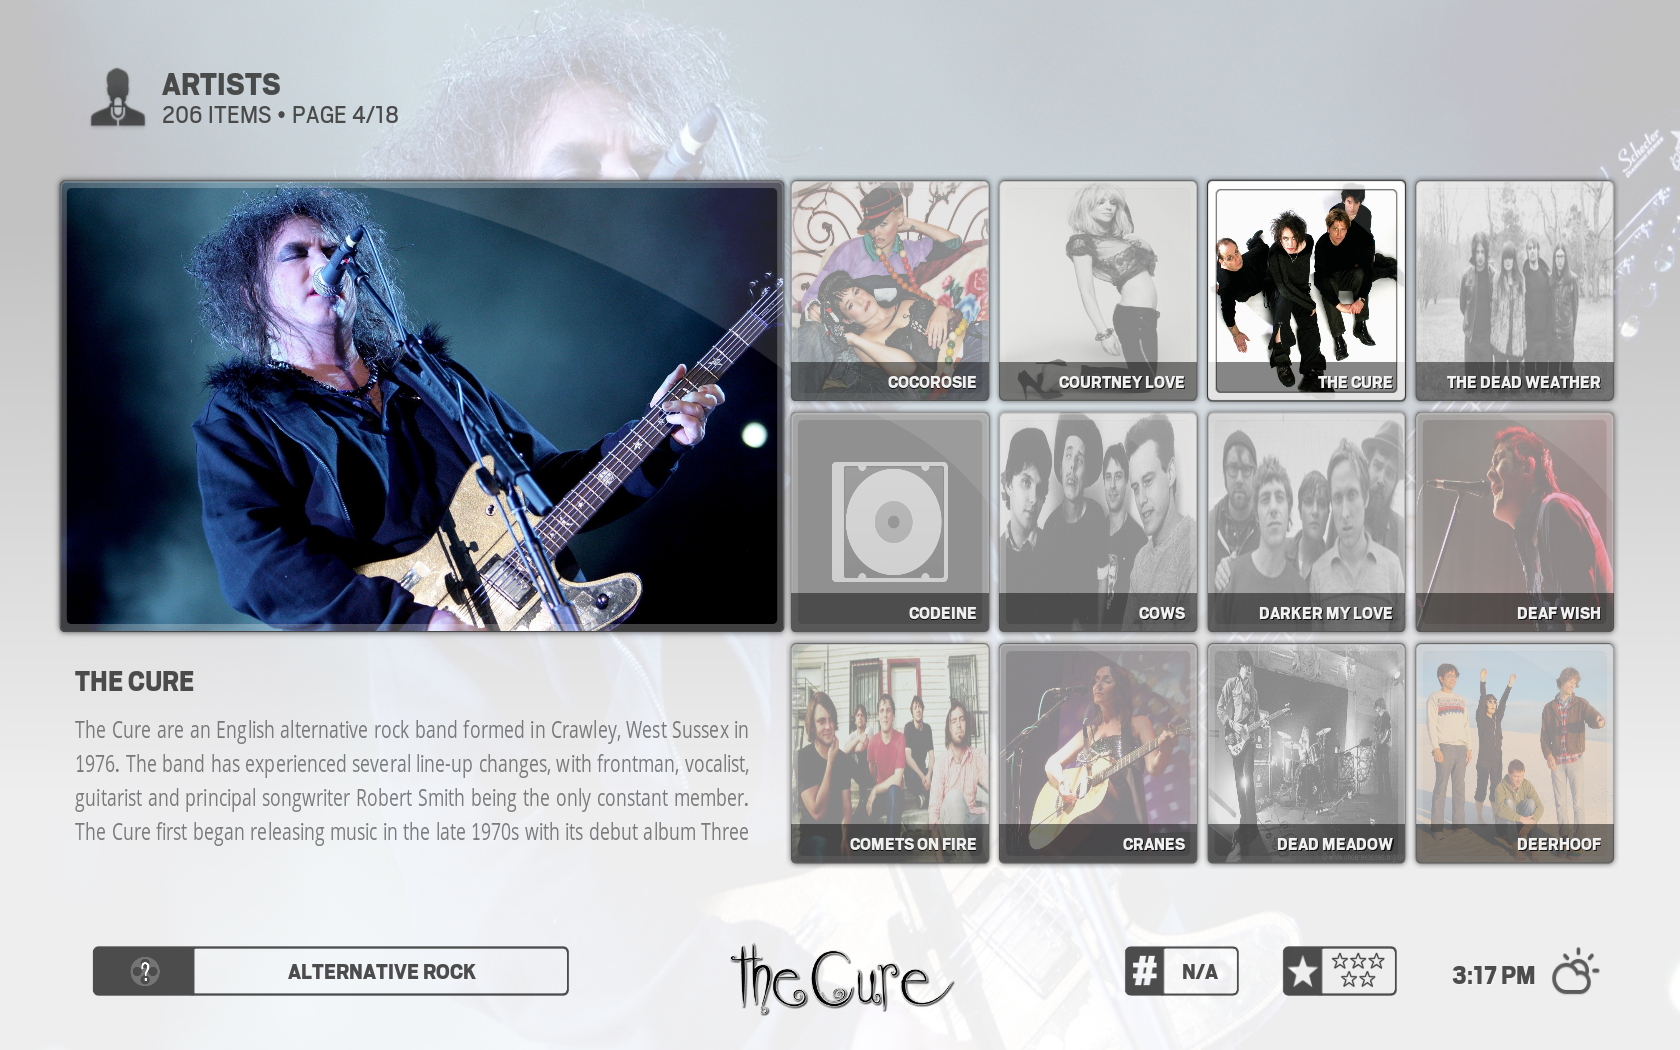 ARTISTS
206 ITEMS • PAGE 4/18
Schecter
COCOROSIE
COURTNEY LOVE
THE CURE
THE DEAD WEATHER
CODEINE
COWS
DARKER MY LOVE
DEAF WISH
COMETS ON FIRE
CRANES
DEAD MEADOW
DEERHOOF
THE CURE
The Cure are an English alternative rock band formed in Crawley, West Sussex in
1976. The band has experienced several line-up changes, with frontman, vocalist,
guitarist and principal songwriter Robert Smith being the only constant member.
The Cure first began releasing music in the late 1970s with its debut album Three
?
ALTERNATIVE ROCK
the Cure
#
N/A
3:17 PM